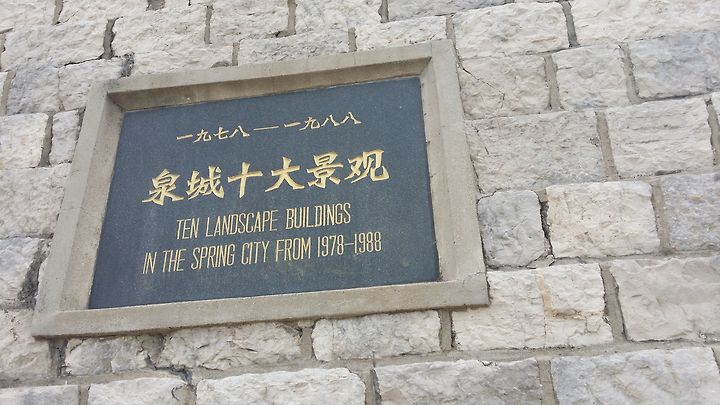 一九七八—一九八八
泉城十大景观
TEN LANDSCAPE BUILDINGS
IN THE SPRING CITY FROM 1978-1988